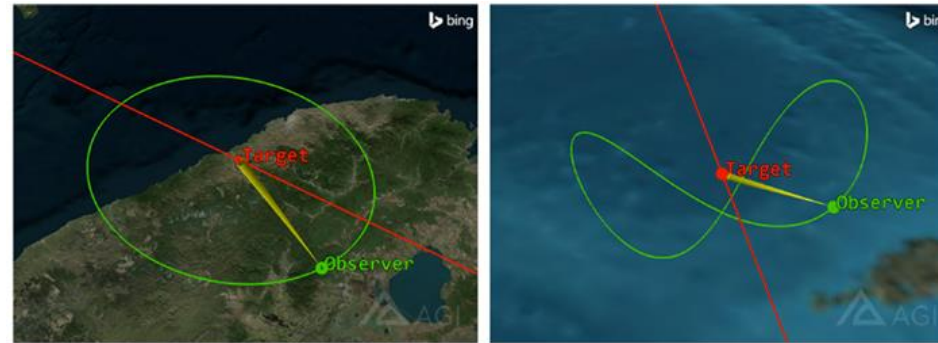 bing
Target
Observer
AGI
bing
Target
Observer
AGI